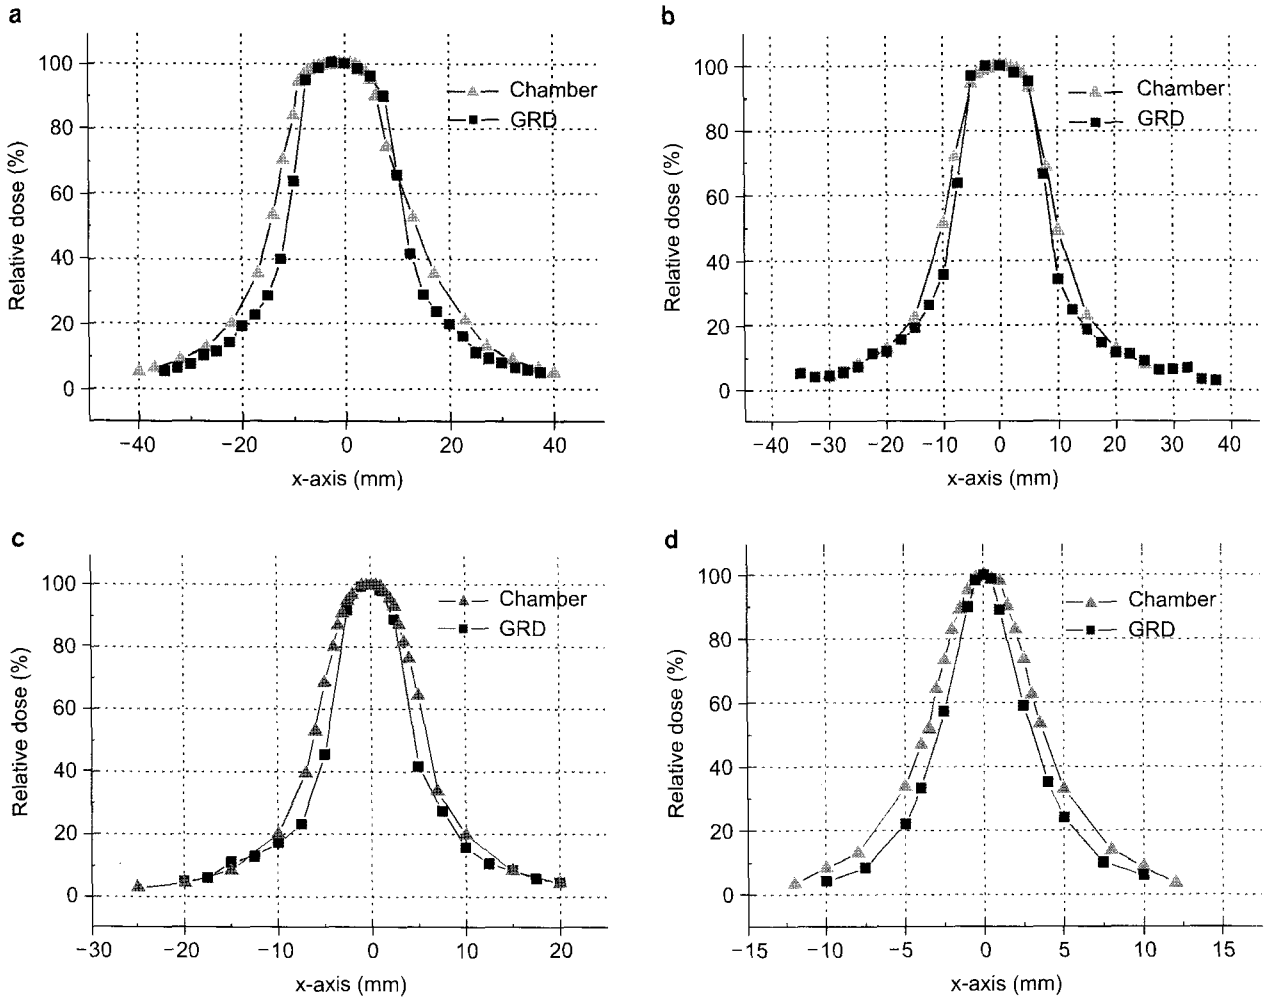 a
100
80
60
40
20
0
Relative dose (%)
Chamber
GRD
−40 −20 0 20 40
x-axis (mm)
b
100
80
60
40
20
0
Relative dose (%)
Chamber
GRD
−40 −30 −20 −10 0 10 20 30 40
x-axis (mm)
c
100
80
60
40
20
0
Relative dose (%)
Chamber
GRD
−30 −20 −10 0 10 20
x-axis (mm)
d
100
80
60
40
20
0
Relative dose (%)
Chamber
GRD
−15 −10 −5 0 5 10 15
x-axis (mm)